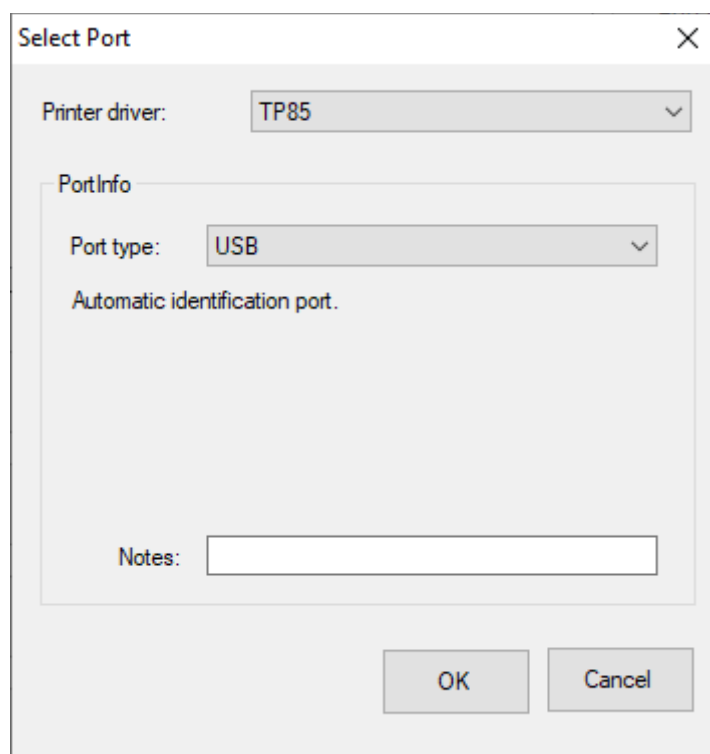 Select Port
Printer driver: TP85
PortInfo
Port type: USB
Automatic identification port.
Notes:
OK Cancel